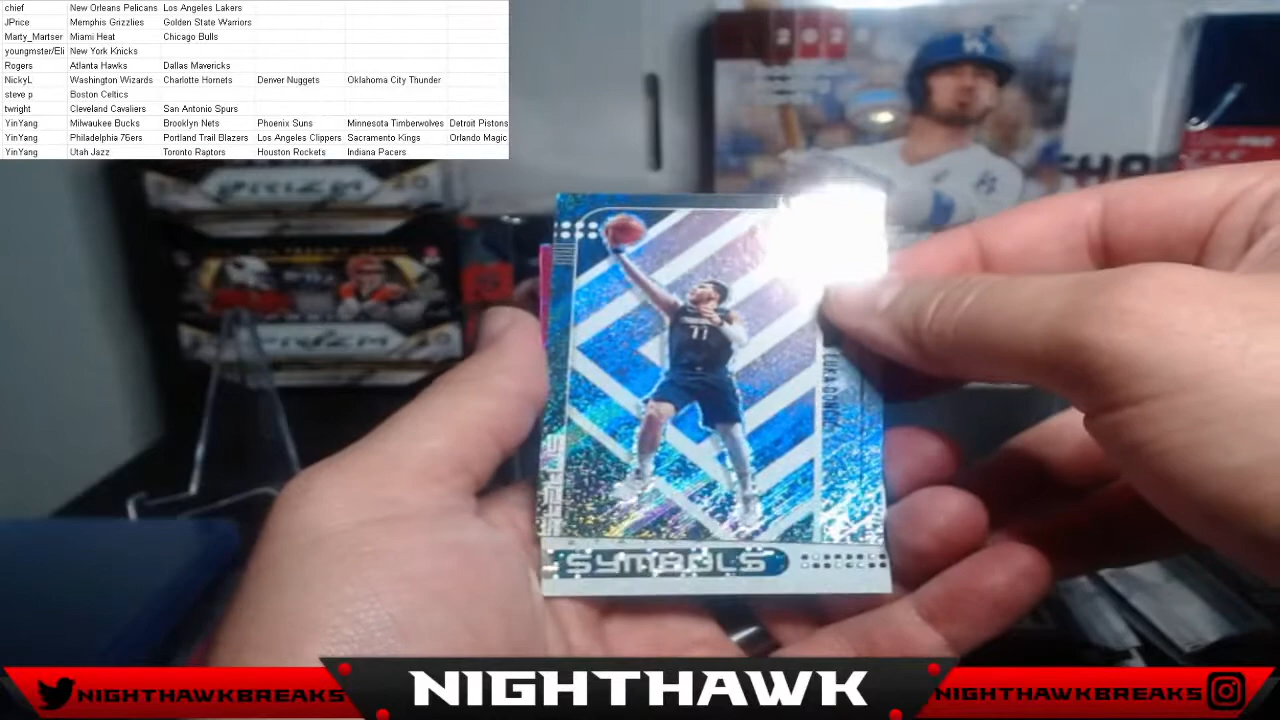 chief New Orleans Pelicans Los Angeles Lakers
JPrice Memphis Grizzlies Golden State Warriors
Marty_Martser Miami Heat Chicago Bulls
youngmster/Eli New York Knicks
Rogers Atlanta Hawks Dallas Mavericks
NickyL Washington Wizards Charlotte Hornets Denver Nuggets Oklahoma City Thunder
steve p Boston Celtics
twright Cleveland Cavaliers San Antonio Spurs
YinYang Milwaukee Bucks Brooklyn Nets Phoenix Suns Minnesota Timberwolves Detroit Pistons
YinYang Philadelphia 76ers Portland Trail Blazers Los Angeles Clippers Sacramento Kings Orlando Magic
YinYang Utah Jazz Toronto Raptors Houston Rockets Indiana Pacers
PRIZM
2020
PRIZM
77
LUKA DONCIC
SYMBOLS
NIGHTHAWKBREAKS
NIGHTHAWK
NIGHTHAWKBREAKS